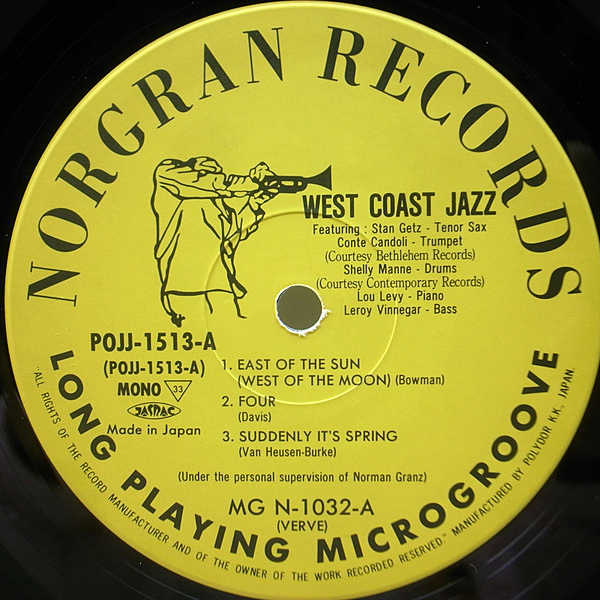 NORGRAN RECORDS
WEST COAST JAZZ
Featuring : Stan Getz - Tenor Sax
Conte Candoli - Trumpet
(Courtesy Bethlehem Records)
Shelly Manne - Drums
(Courtesy Contemporary Records)
Lou Levy - Piano
Leroy Vinnegar - Bass
POJJ-1513-A
(POJJ-1513-A)
MONO 33
JASRAC
Made in Japan
1. EAST OF THE SUN
(WEST OF THE MOON) (Bowman)
2. FOUR
(Davis)
3. SUDDENLY IT'S SPRING
(Van Heusen-Burke)
(Under the personal supervision of Norman Granz)
MG N-1032-A
(VERVE)
LONG PLAYING MICROGROOVE
"ALL RIGHTS OF THE RECORD MANUFACTURER AND OF THE OWNER OF THE WORK RECORDED RESERVED." MANUFACTURED BY POLYDOR K.K., JAPAN.